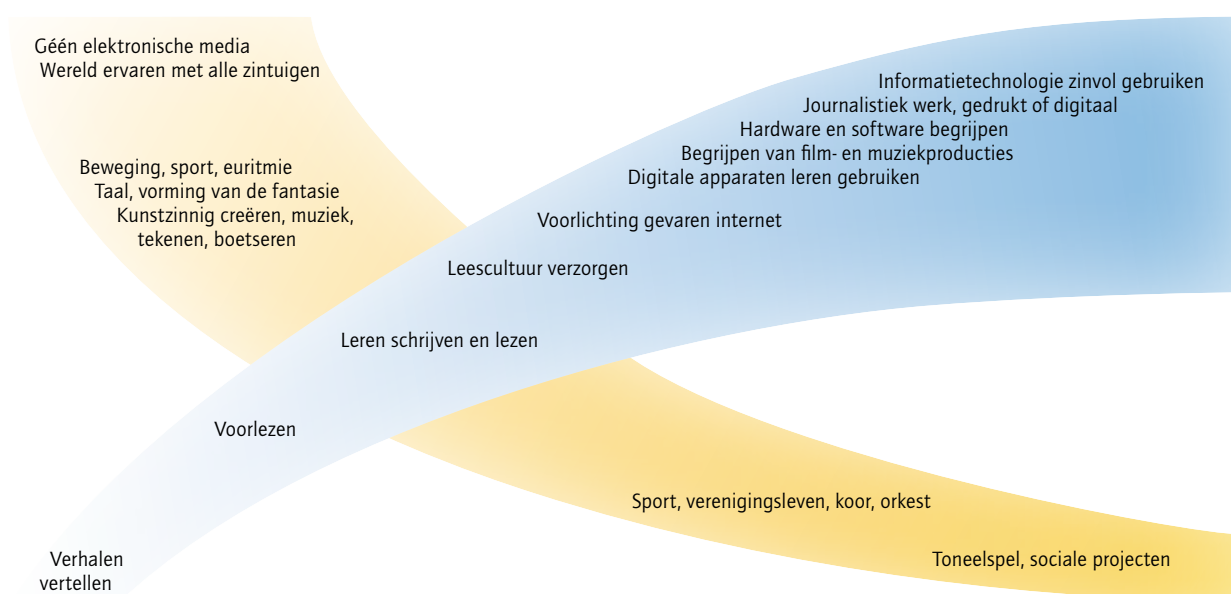 Géén elektronische media
Wereld ervaren met alle zintuigen
Beweging, sport, euritmie
Taal, vorming van de fantasie
Kunstzinnig creëren, muziek,
tekenen, boetseren
Informatietechnologie zinvol gebruiken
Journalistiek werk, gedrukt of digitaal
Hardware en software begrijpen
Begrijpen van film- en muziekproducties
Digitale apparaten leren gebruiken
Voorlichting gevaren internet
Leescultuur verzorgen
Leren schrijven en lezen
Voorlezen
Verhalen
vertellen
Sport, verenigingsleven, koor, orkest
Toneelspel, sociale projecten